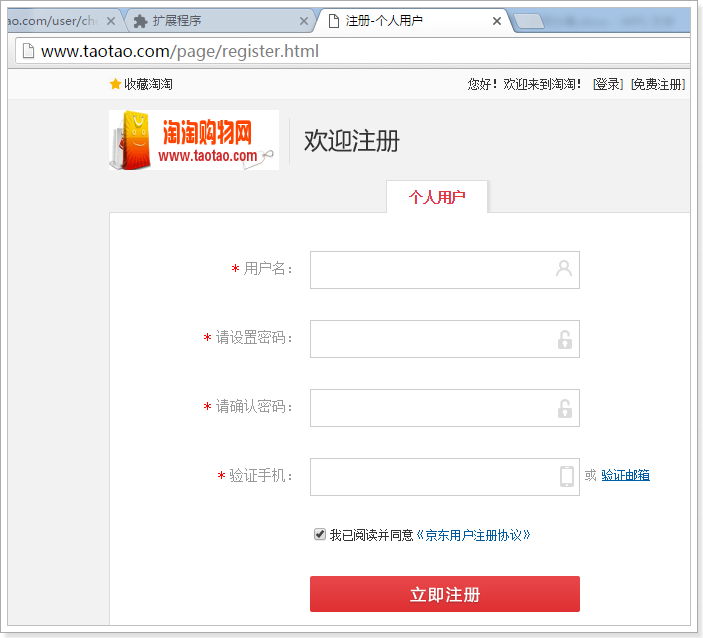 ao.com/user/ch
扩展程序
注册-个人用户
www.taotao.com/page/register.html
收藏淘淘
您好！欢迎来到淘淘！ [登录] [免费注册]
淘淘购物网
www.taotao.com
欢迎注册
个人用户
* 用户名：
* 请设置密码：
* 请确认密码：
* 验证手机：
或 验证邮箱
我已阅读并同意《京东用户注册协议》
立即注册